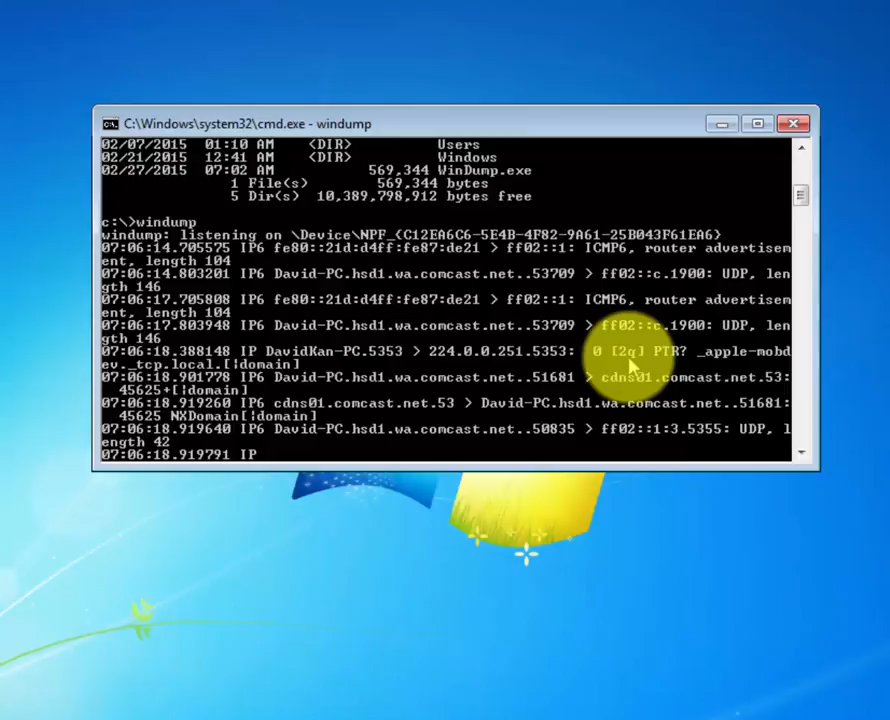 C:\Windows\system32\cmd.exe - windump
02/07/2015  01:10 AM    <DIR>          Users
02/21/2015  12:41 AM    <DIR>          Windows
02/27/2015  07:02 AM           569,344 WinDump.exe
1 File(s)        569,344 bytes
5 Dir(s)  10,389,798,912 bytes free
c:\>windump
windump: listening on \Device\NPF_{C12EA6C6-5E4B-4F82-9A61-25B043F61EA6}
07:06:14.705575 IP6 fe80::21d:d4ff:fe87:de21 > ff02::1: ICMP6, router advertisem
ent, length 104
07:06:14.803201 IP6 David-PC.hsd1.wa.comcast.net..53709 > ff02::c.1900: UDP, len
gth 146
07:06:17.705808 IP6 fe80::21d:d4ff:fe87:de21 > ff02::1: ICMP6, router advertisem
ent, length 104
07:06:17.803948 IP6 David-PC.hsd1.wa.comcast.net..53709 > ff02::c.1900: UDP, len
gth 146
07:06:18.388148 IP DavidKan-PC.5353 > 224.0.0.251.5353:  0 [2q] PTR? _apple-mobd
ev._tcp.local.[|domain]
07:06:18.901778 IP6 David-PC.hsd1.wa.comcast.net..51681 > cdns01.comcast.net.53:
45625+[|domain]
07:06:18.919260 IP6 cdns01.comcast.net.53 > David-PC.hsd1.wa.comcast.net..51681:
45625 NXDomain[|domain]
07:06:18.919640 IP6 David-PC.hsd1.wa.comcast.net..50835 > ff02::1:3.5355: UDP, l
ength 42
07:06:18.919791 IP